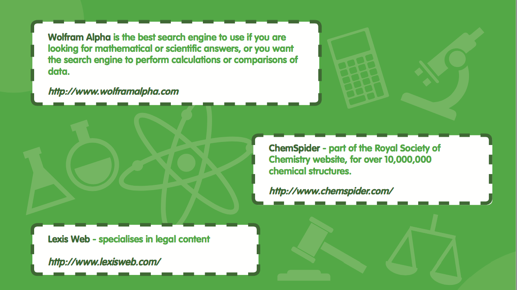 Wolfram Alpha is the best search engine to use if you are
looking for mathematical or scientific answers, or you want
the search engine to perform calculations or comparisons of
data.
http://www.wolframalpha.com
ChemSpider - part of the Royal Society of
Chemistry website, for over 10,000,000
chemical structures.
http://www.chemspider.com/
Lexis Web - specialises in legal content
http://www.lexisweb.com/